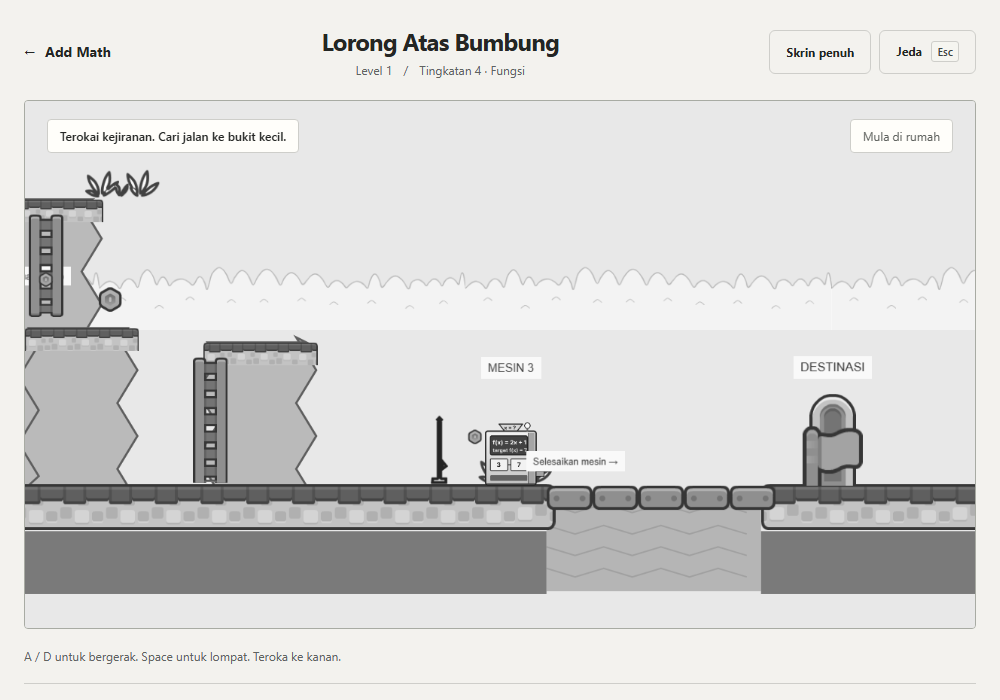 ← Add Math
Lorong Atas Bumbung
Level 1 / Tingkatan 4 · Fungsi
Skrin penuh
Jeda Esc
Terokai kejiranan. Cari jalan ke bukit kecil.
Mula di rumah
MESIN 3
DESTINASI
f(x) = 2x + 1
target f(x) =
3 7
Selesaikan mesin →
A / D untuk bergerak. Space untuk lompat. Teroka ke kanan.